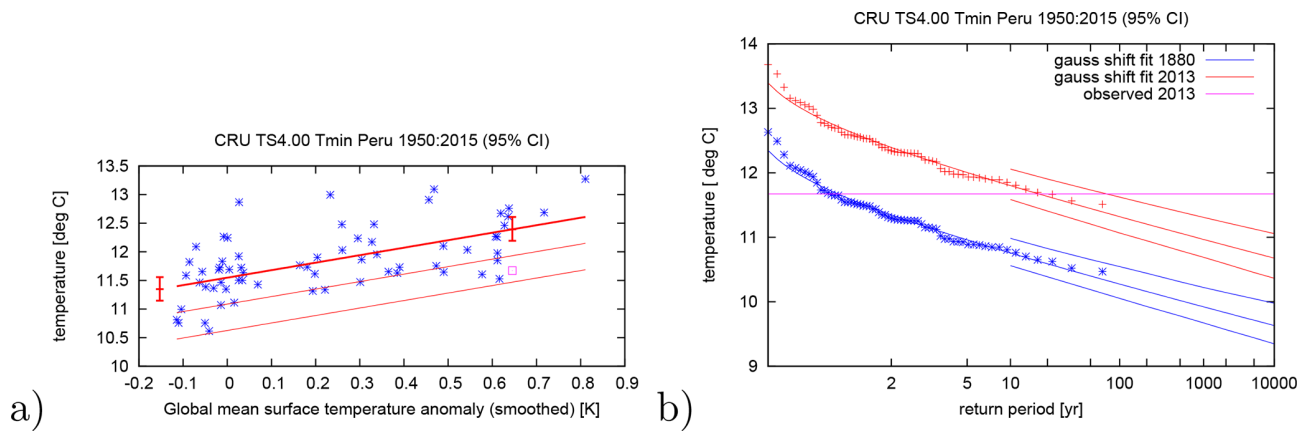 CRU TS4.00 Tmin Peru 1950:2015 (95% CI)
temperature [deg C]
13.5
13
12.5
12
11.5
11
10.5
10
-0.2 -0.1 0 0.1 0.2 0.3 0.4 0.5 0.6 0.7 0.8 0.9
Global mean surface temperature anomaly (smoothed) [K]
a)
CRU TS4.00 Tmin Peru 1950:2015 (95% CI)
gauss shift fit 1880
gauss shift fit 2013
observed 2013
temperature [ deg C]
14
13
12
11
10
9
2 5 10 100 1000 10000
return period [yr]
b)